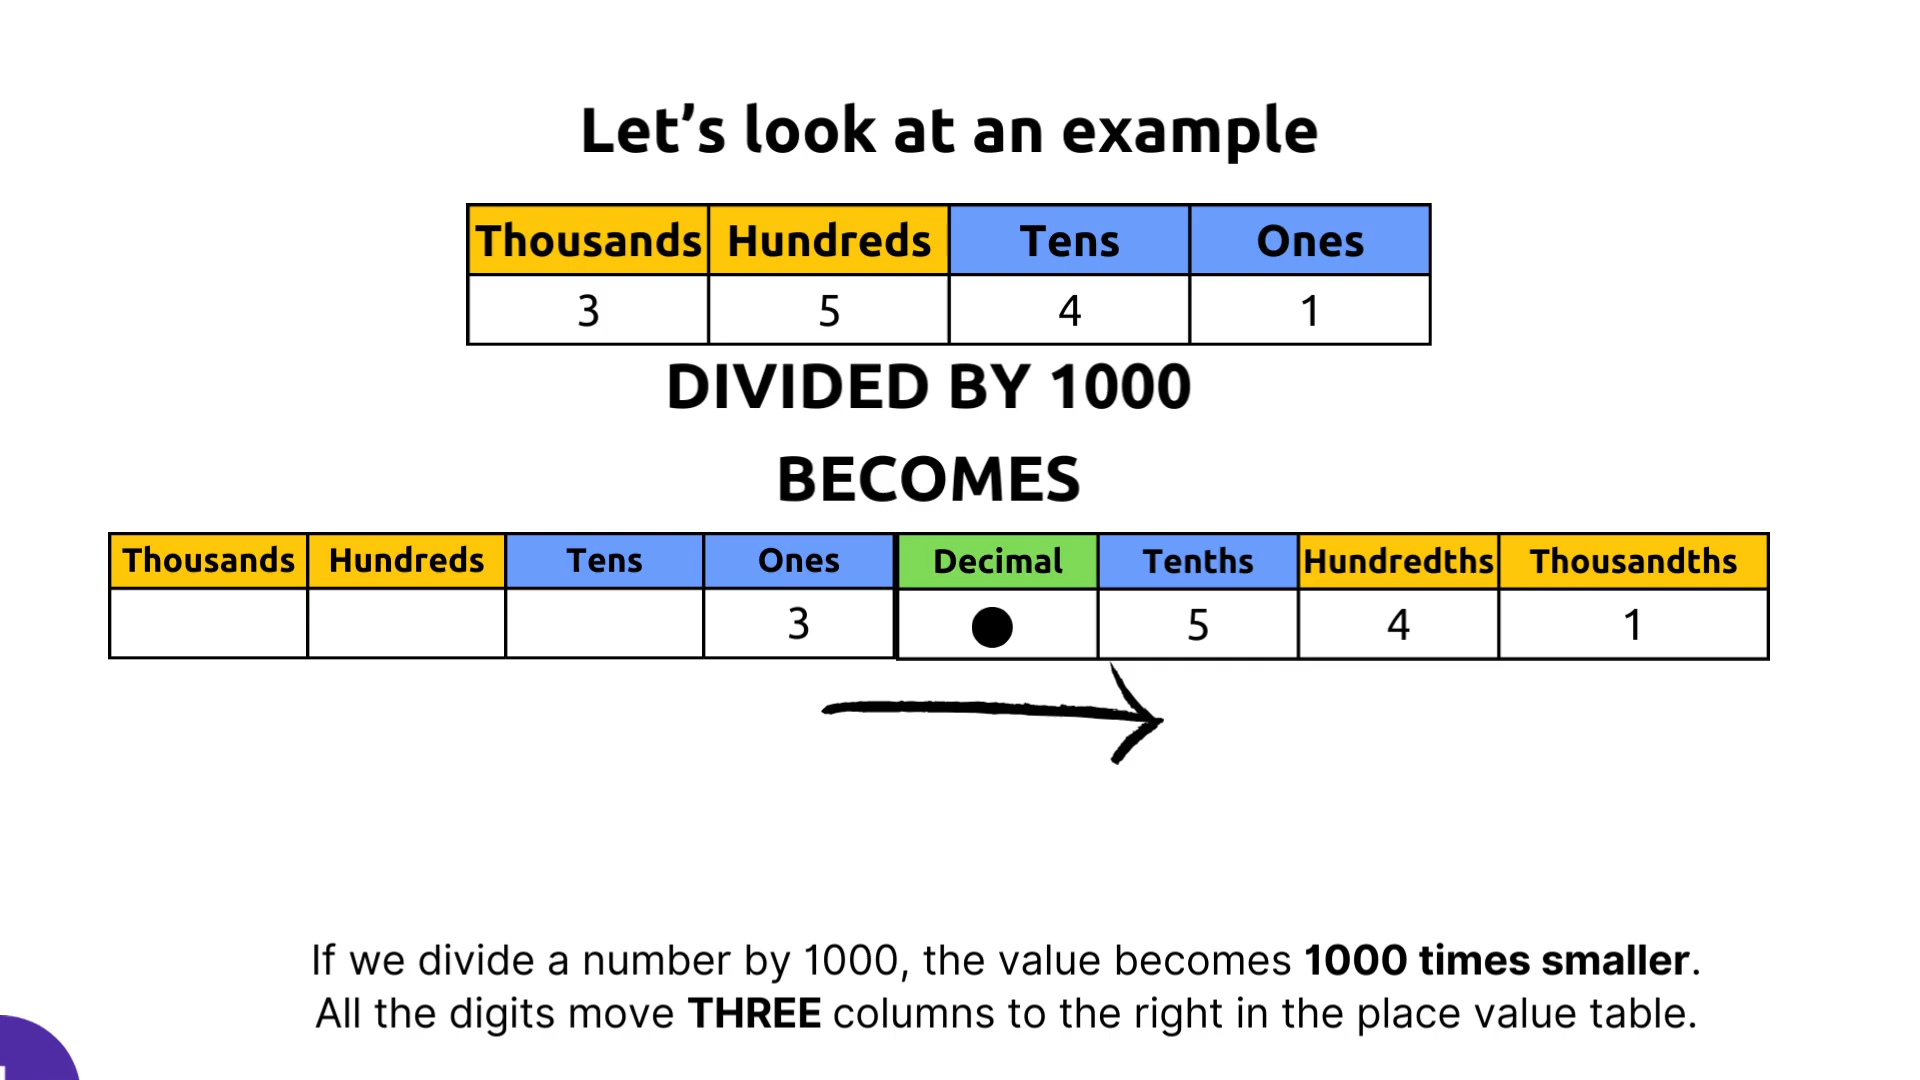 Let’s look at an example
Thousands Hundreds Tens Ones
3 5 4 1
DIVIDED BY 1000
BECOMES
Thousands Hundreds Tens Ones Decimal Tenths Hundredths Thousandths
3 ● 5 4 1
If we divide a number by 1000, the value becomes 1000 times smaller.
All the digits move THREE columns to the right in the place value table.